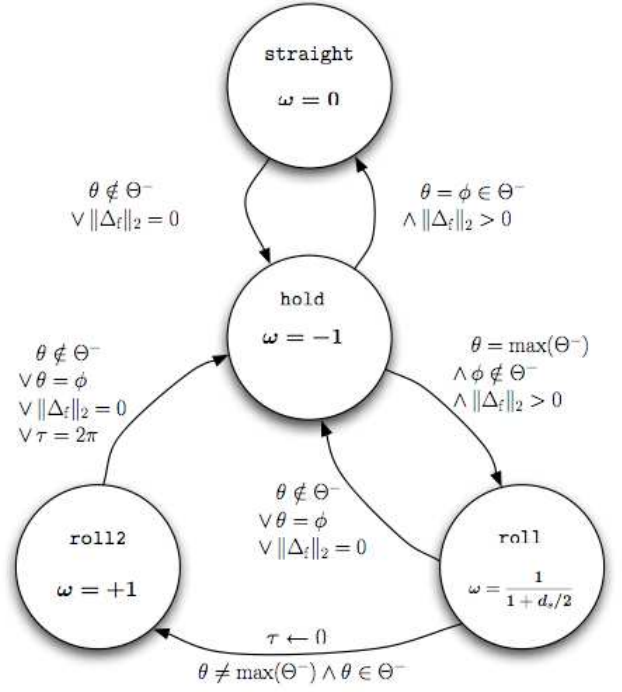 straight
ω = 0
θ ∉ Θ⁻
∨ ‖Δ_f‖₂ = 0
θ = φ ∈ Θ⁻
∧ ‖Δ_f‖₂ > 0
hold
ω = −1
θ ∉ Θ⁻
∨ θ = φ
∨ ‖Δ_f‖₂ = 0
∨ τ = 2π
θ = max(Θ⁻)
∧ φ ∉ Θ⁻
∧ ‖Δ_f‖₂ > 0
θ ∉ Θ⁻
∨ θ = φ
∨ ‖Δ_f‖₂ = 0
roll2
ω = +1
roll
ω = 1 / (1 + d_s/2)
τ ← 0
θ ≠ max(Θ⁻) ∧ θ ∈ Θ⁻